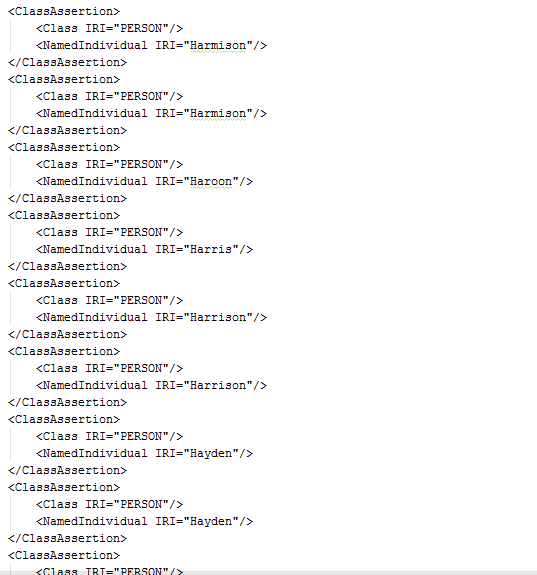 <ClassAssertion>
<Class IRI="PERSON"/>
<NamedIndividual IRI="Harmison"/>
</ClassAssertion>
<ClassAssertion>
<Class IRI="PERSON"/>
<NamedIndividual IRI="Harmison"/>
</ClassAssertion>
<ClassAssertion>
<Class IRI="PERSON"/>
<NamedIndividual IRI="Haroon"/>
</ClassAssertion>
<ClassAssertion>
<Class IRI="PERSON"/>
<NamedIndividual IRI="Harris"/>
</ClassAssertion>
<ClassAssertion>
<Class IRI="PERSON"/>
<NamedIndividual IRI="Harrison"/>
</ClassAssertion>
<ClassAssertion>
<Class IRI="PERSON"/>
<NamedIndividual IRI="Harrison"/>
</ClassAssertion>
<ClassAssertion>
<Class IRI="PERSON"/>
<NamedIndividual IRI="Hayden"/>
</ClassAssertion>
<ClassAssertion>
<Class IRI="PERSON"/>
<NamedIndividual IRI="Hayden"/>
</ClassAssertion>
<ClassAssertion>
<Class IRI="PERSON"/>